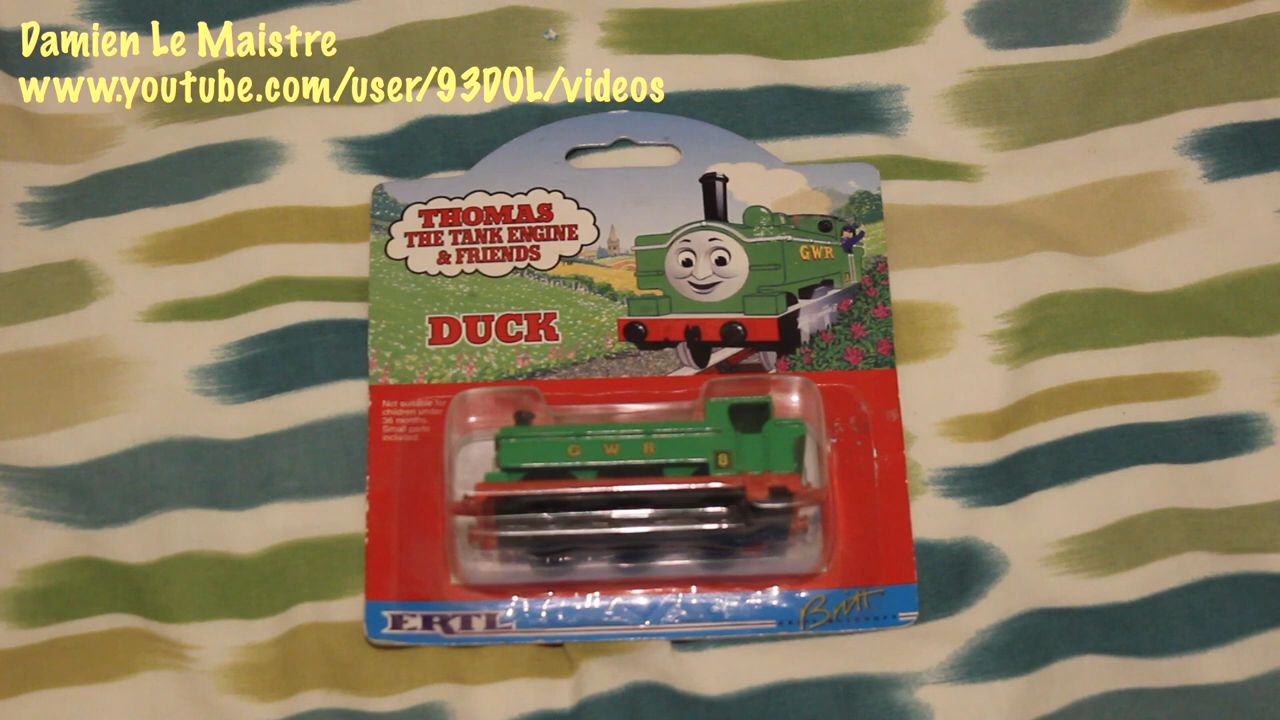 Damien Le Maistre
www.youtube.com/user/93DOL/videos
THOMAS
THE TANK ENGINE
& FRIENDS
GWR
DUCK
Not suitable for
children under
36 months.
Small parts
included.
G W R
8
ERTL
Britt